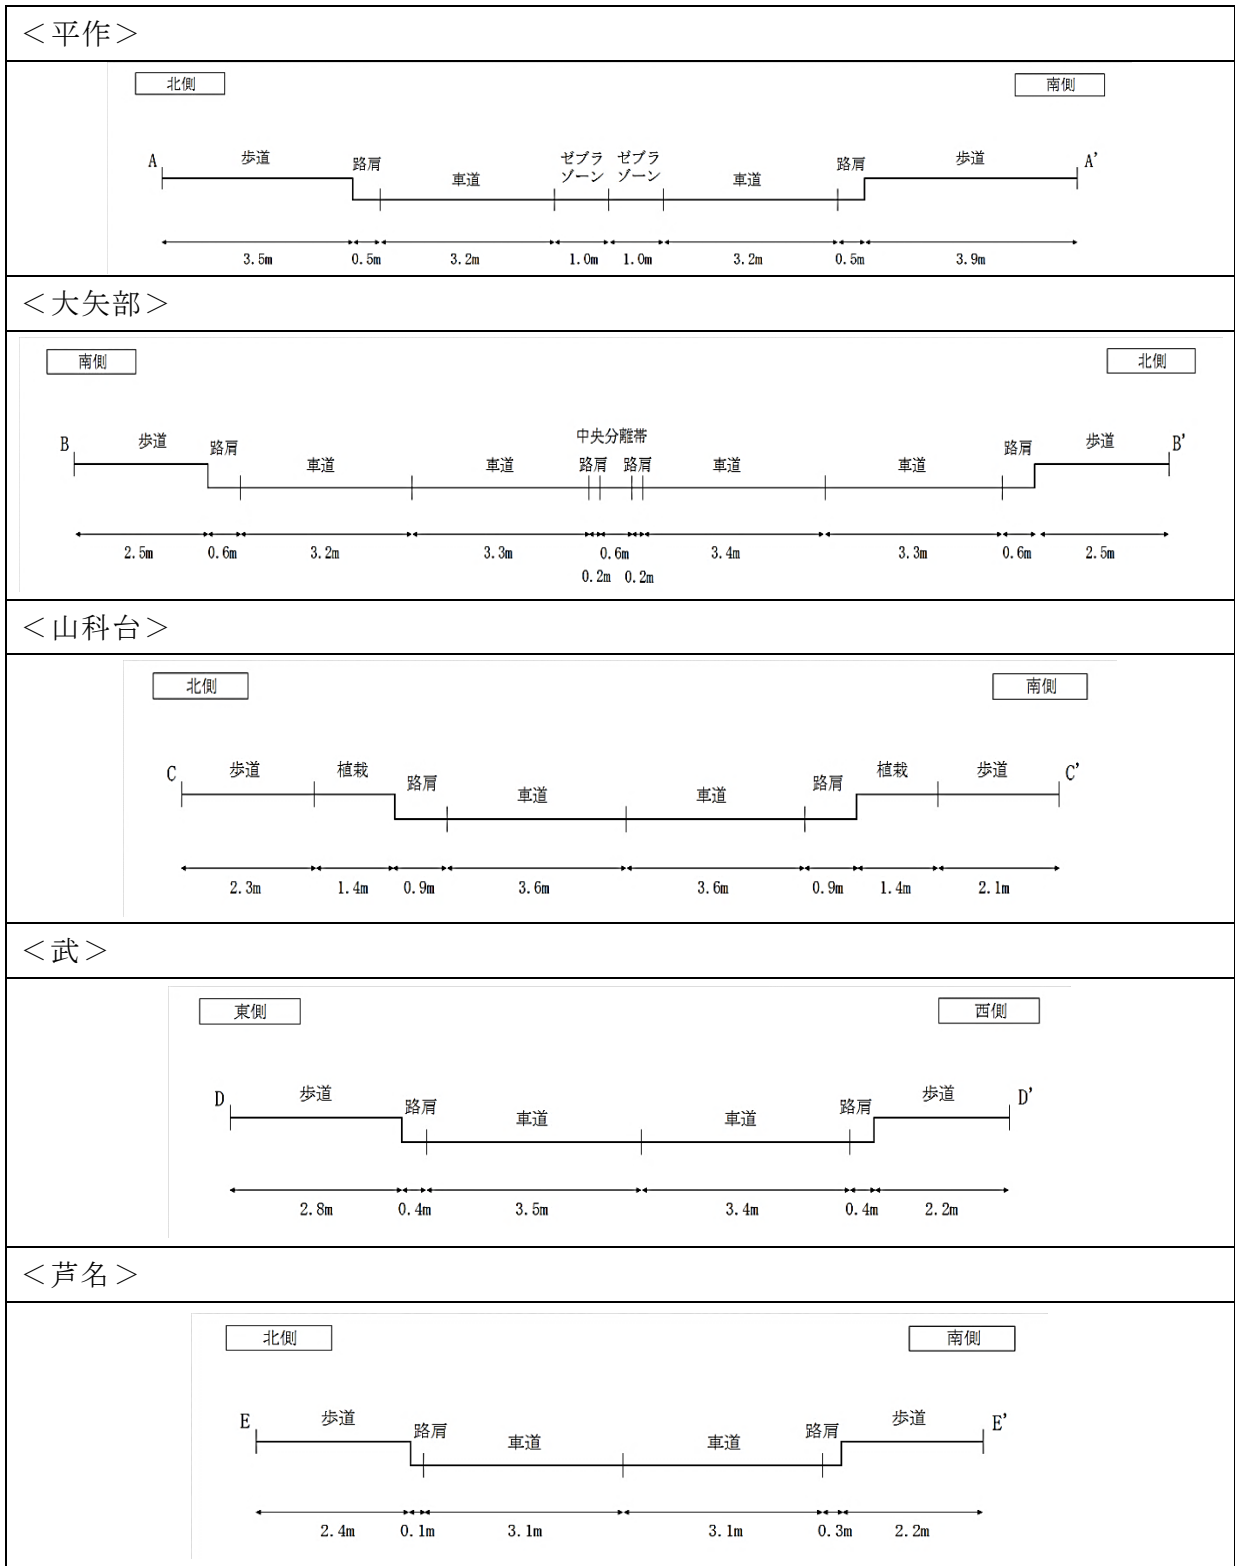 ＜平作＞
北側 南側
A 歩道 路肩 車道 ゼブラゾーン ゼブラゾーン 車道 路肩 歩道 A'
3.5m 0.5m 3.2m 1.0m 1.0m 3.2m 0.5m 3.9m
＜大矢部＞
南側 北側
中央分離帯
B 歩道 路肩 車道 車道 路肩 路肩 車道 車道 路肩 歩道 B'
2.5m 0.6m 3.2m 3.3m 0.6m 3.4m 3.3m 0.6m 2.5m
0.2m 0.2m
＜山科台＞
北側 南側
C 歩道 植栽 路肩 車道 車道 路肩 植栽 歩道 C'
2.3m 1.4m 0.9m 3.6m 3.6m 0.9m 1.4m 2.1m
＜武＞
東側 西側
D 歩道 路肩 車道 車道 路肩 歩道 D'
2.8m 0.4m 3.5m 3.4m 0.4m 2.2m
＜芦名＞
北側 南側
E 歩道 路肩 車道 車道 路肩 歩道 E'
2.4m 0.1m 3.1m 3.1m 0.3m 2.2m